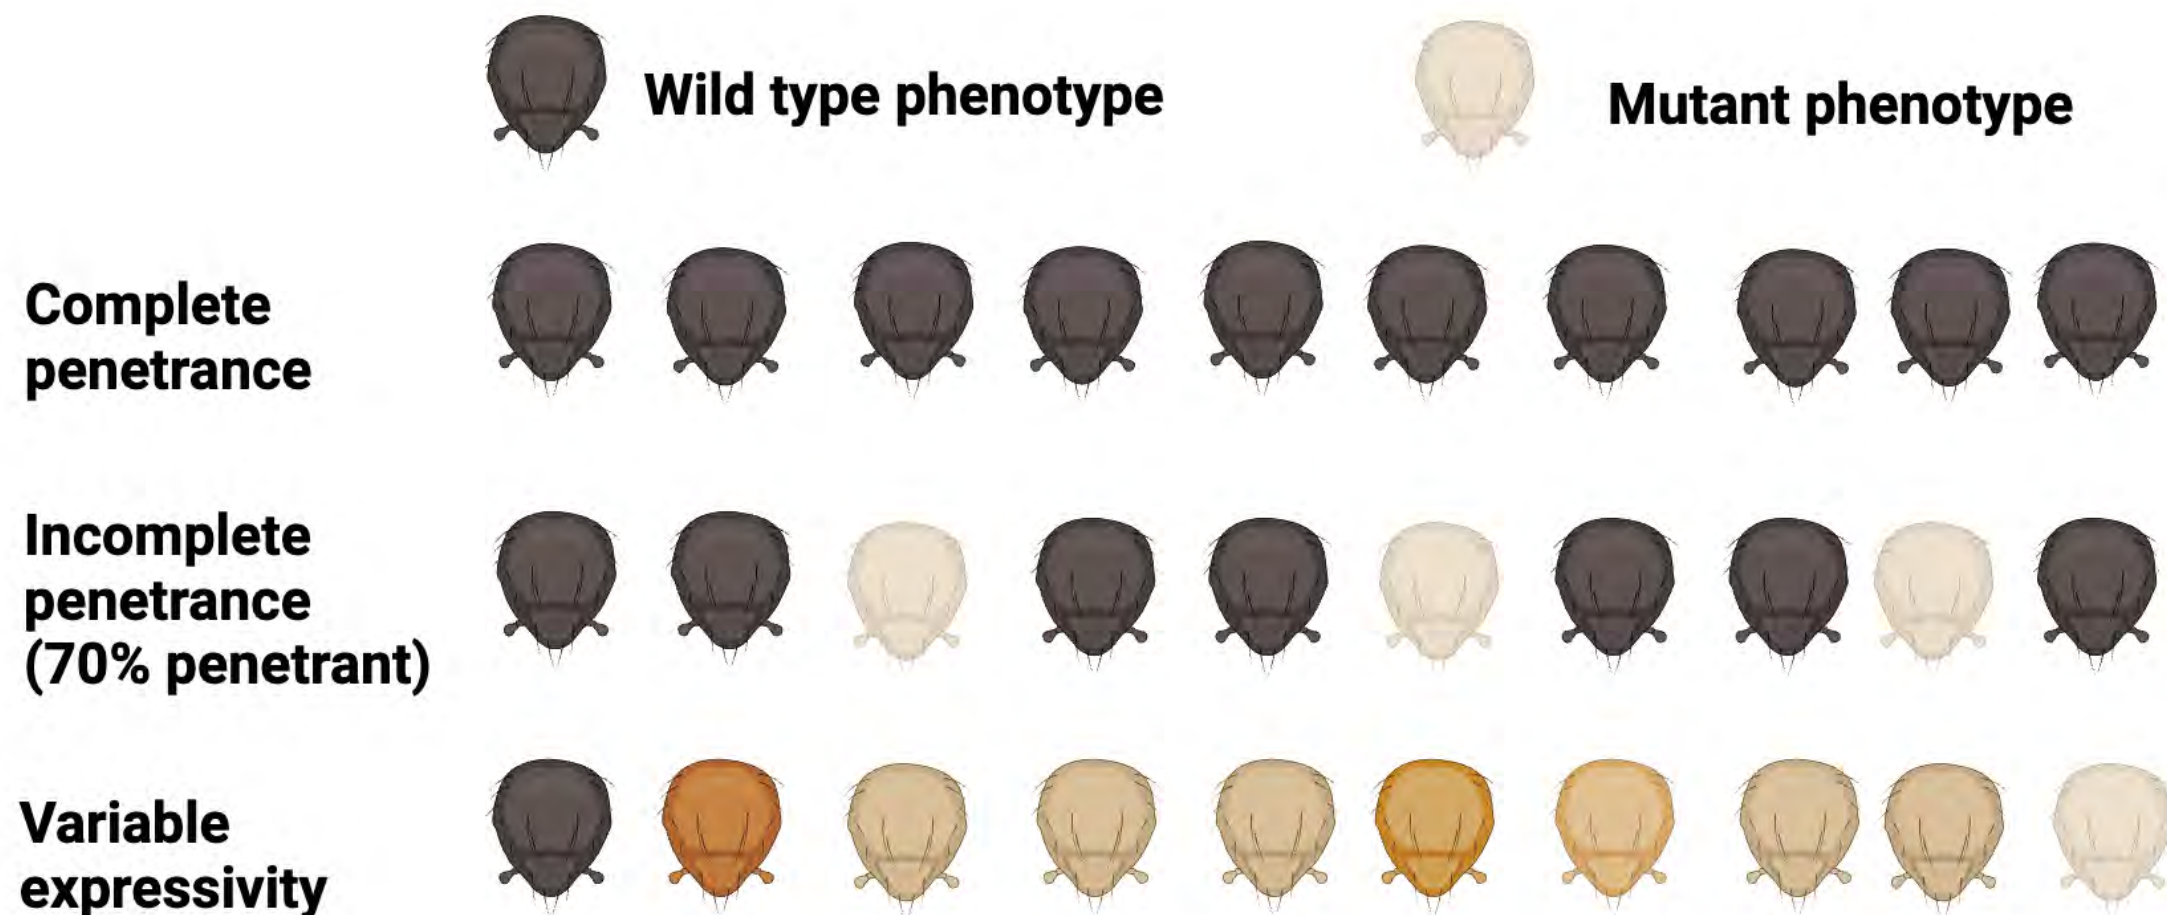 Wild type phenotype
Mutant phenotype
Complete
penetrance
Incomplete
penetrance
(70% penetrant)
Variable
expressivity